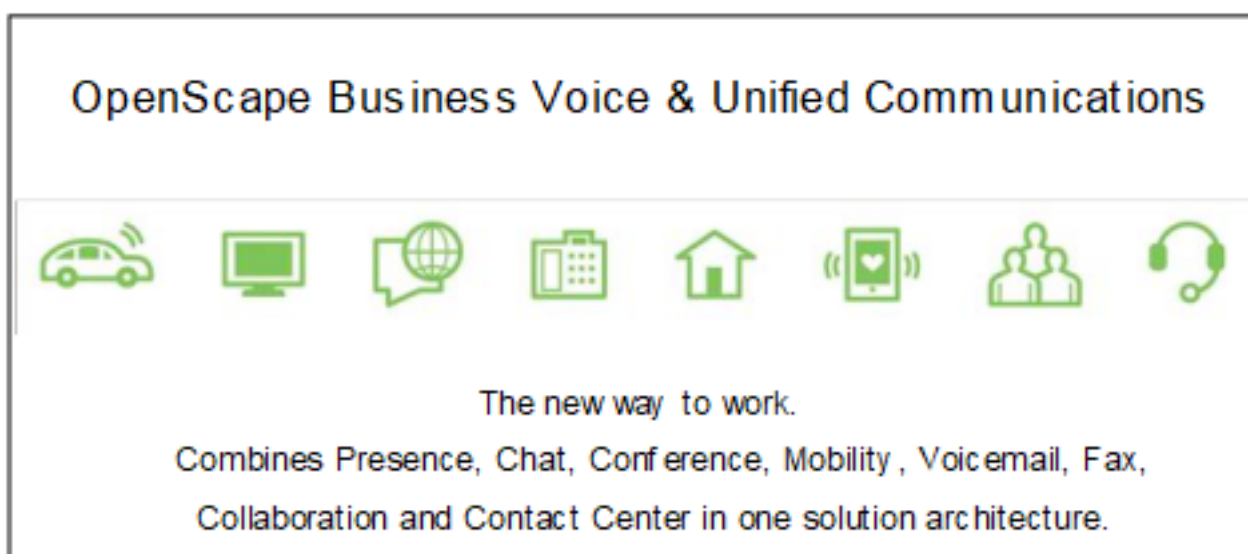 OpenScape Business Voice & Unified Communications
The new way to work.
Combines Presence, Chat, Conference, Mobility, Voicemail, Fax,
Collaboration and Contact Center in one solution architecture.